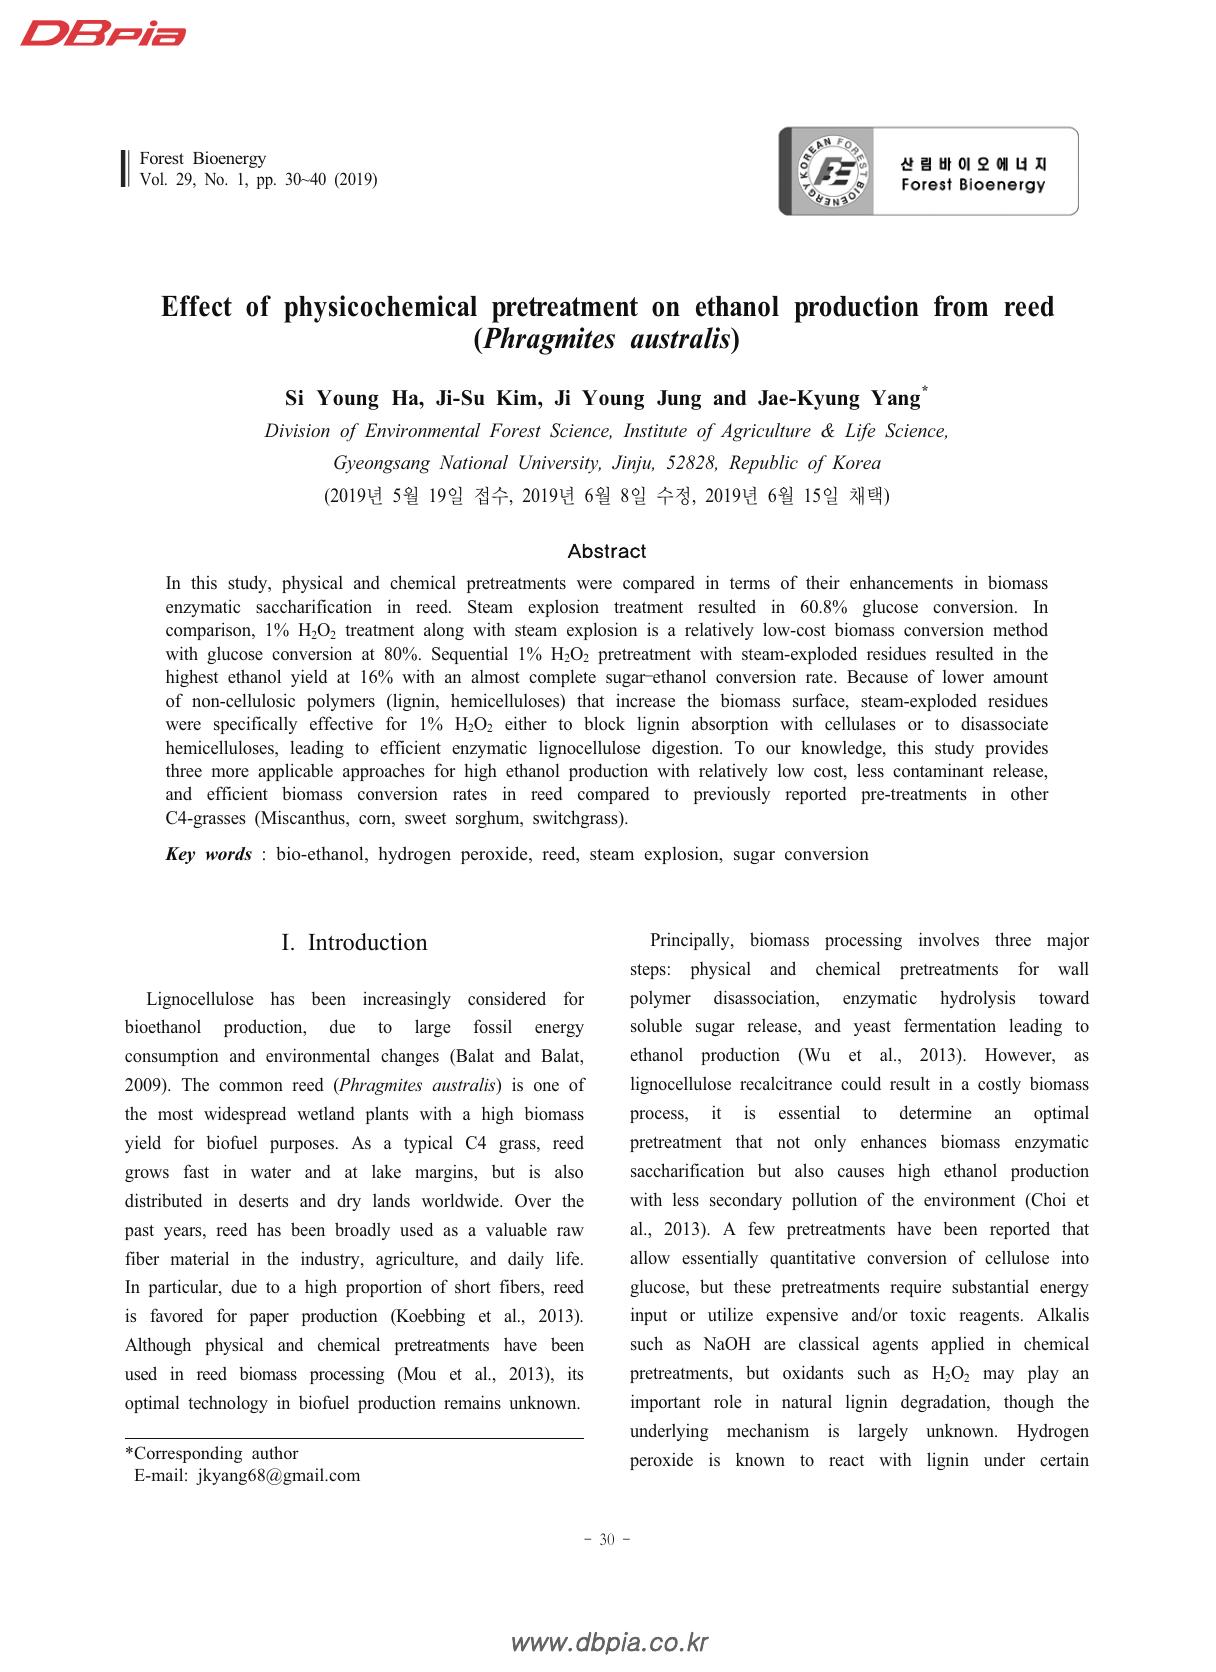 DBpia
Forest Bioenergy
Vol. 29, No. 1, pp. 30~40 (2019)
KOREAN FOREST BIOENERGY
산림바이오에너지
Forest Bioenergy
Effect of physicochemical pretreatment on ethanol production from reed
(Phragmites australis)
Si Young Ha, Ji-Su Kim, Ji Young Jung and Jae-Kyung Yang*
Division of Environmental Forest Science, Institute of Agriculture & Life Science,
Gyeongsang National University, Jinju, 52828, Republic of Korea
(2019년 5월 19일 접수, 2019년 6월 8일 수정, 2019년 6월 15일 채택)
Abstract
In this study, physical and chemical pretreatments were compared in terms of their enhancements in biomass
enzymatic saccharification in reed. Steam explosion treatment resulted in 60.8% glucose conversion. In
comparison, 1% H₂O₂ treatment along with steam explosion is a relatively low-cost biomass conversion method
with glucose conversion at 80%. Sequential 1% H₂O₂ pretreatment with steam-exploded residues resulted in the
highest ethanol yield at 16% with an almost complete sugar–ethanol conversion rate. Because of lower amount
of non-cellulosic polymers (lignin, hemicelluloses) that increase the biomass surface, steam-exploded residues
were specifically effective for 1% H₂O₂ either to block lignin absorption with cellulases or to disassociate
hemicelluloses, leading to efficient enzymatic lignocellulose digestion. To our knowledge, this study provides
three more applicable approaches for high ethanol production with relatively low cost, less contaminant release,
and efficient biomass conversion rates in reed compared to previously reported pre-treatments in other
C4-grasses (Miscanthus, corn, sweet sorghum, switchgrass).
Key words : bio-ethanol, hydrogen peroxide, reed, steam explosion, sugar conversion
I. Introduction
Lignocellulose has been increasingly considered for
bioethanol production, due to large fossil energy
consumption and environmental changes (Balat and Balat,
2009). The common reed (Phragmites australis) is one of
the most widespread wetland plants with a high biomass
yield for biofuel purposes. As a typical C4 grass, reed
grows fast in water and at lake margins, but is also
distributed in deserts and dry lands worldwide. Over the
past years, reed has been broadly used as a valuable raw
fiber material in the industry, agriculture, and daily life.
In particular, due to a high proportion of short fibers, reed
is favored for paper production (Koebbing et al., 2013).
Although physical and chemical pretreatments have been
used in reed biomass processing (Mou et al., 2013), its
optimal technology in biofuel production remains unknown.
*Corresponding author
E-mail: jkyang68@gmail.com
Principally, biomass processing involves three major
steps: physical and chemical pretreatments for wall
polymer disassociation, enzymatic hydrolysis toward
soluble sugar release, and yeast fermentation leading to
ethanol production (Wu et al., 2013). However, as
lignocellulose recalcitrance could result in a costly biomass
process, it is essential to determine an optimal
pretreatment that not only enhances biomass enzymatic
saccharification but also causes high ethanol production
with less secondary pollution of the environment (Choi et
al., 2013). A few pretreatments have been reported that
allow essentially quantitative conversion of cellulose into
glucose, but these pretreatments require substantial energy
input or utilize expensive and/or toxic reagents. Alkalis
such as NaOH are classical agents applied in chemical
pretreatments, but oxidants such as H₂O₂ may play an
important role in natural lignin degradation, though the
underlying mechanism is largely unknown. Hydrogen
peroxide is known to react with lignin under certain
- 30 -
www.dbpia.co.kr